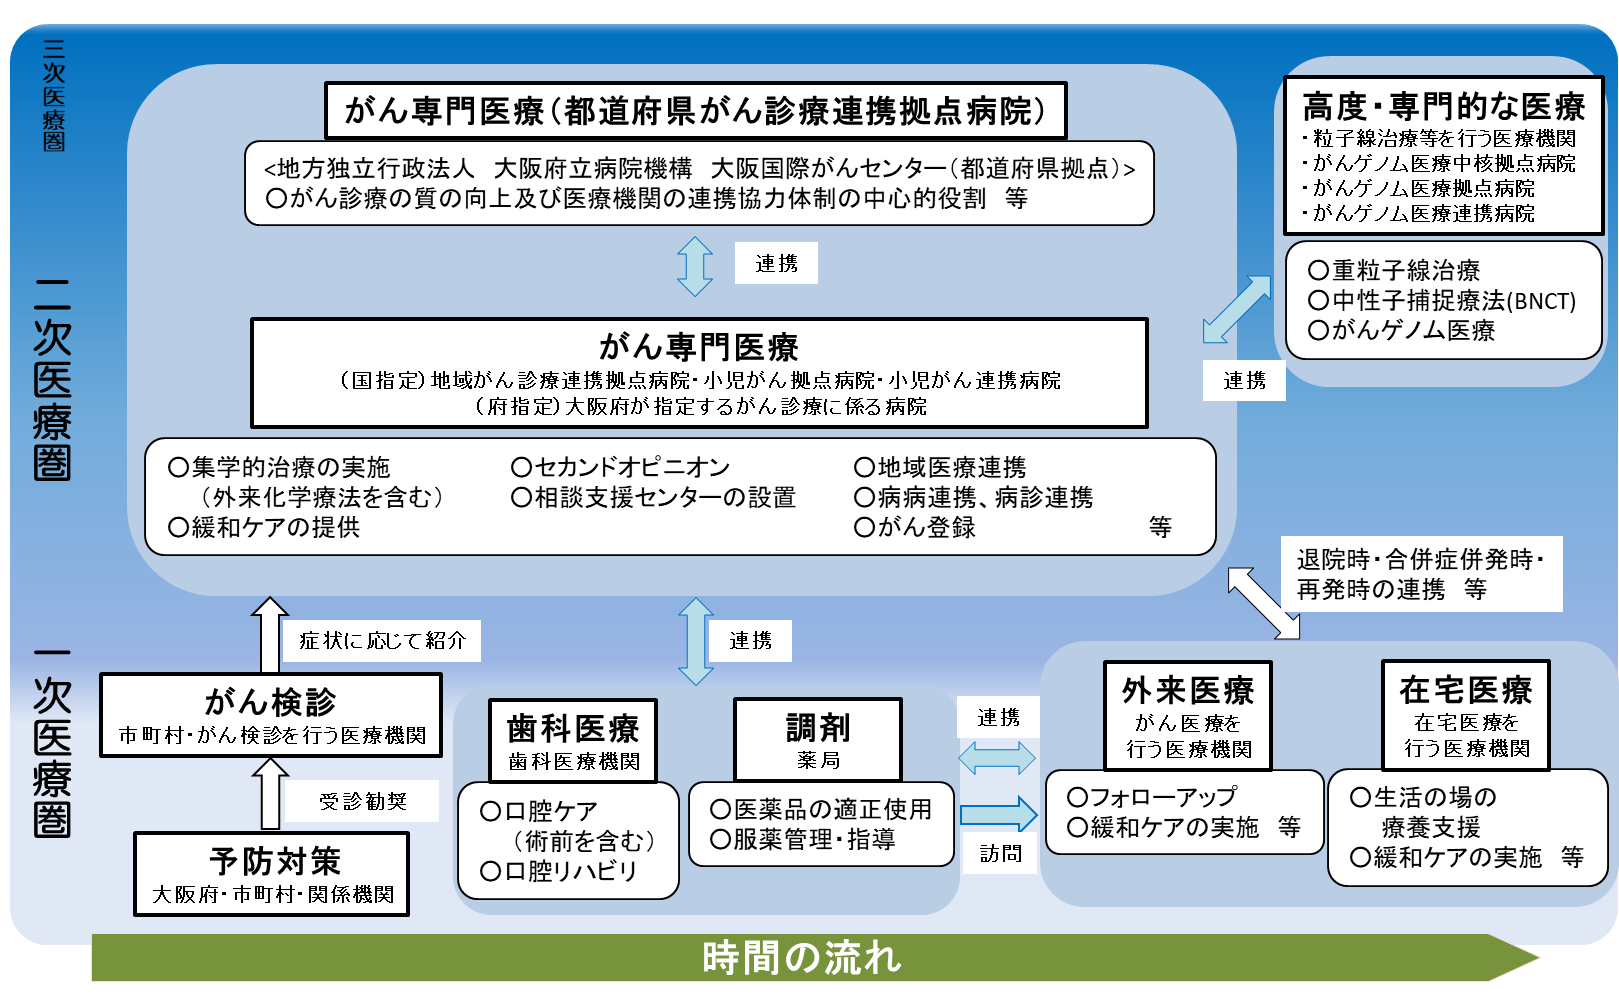 三次医療圏
がん専門医療（都道府県がん診療連携拠点病院）
<地方独立行政法人　大阪府立病院機構　大阪国際がんセンター（都道府県拠点）>
○がん診療の質の向上及び医療機関の連携協力体制の中心的役割　等
高度・専門的な医療
・粒子線治療等を行う医療機関
・がんゲノム医療中核拠点病院
・がんゲノム医療拠点病院
・がんゲノム医療連携病院
○重粒子線治療
○中性子捕捉療法(BNCT)
○がんゲノム医療
連携
連携
二次医療圏
がん専門医療
（国指定）地域がん診療連携拠点病院・小児がん拠点病院・小児がん連携病院
（府指定）大阪府が指定するがん診療に係る病院
○集学的治療の実施
（外来化学療法を含む）
○緩和ケアの提供
○セカンドオピニオン
○相談支援センターの設置
○地域医療連携
○病病連携、病診連携
○がん登録　等
退院時・合併症併発時・
再発時の連携　等
症状に応じて紹介
連携
一次医療圏
がん検診
市町村・がん検診を行う医療機関
受診勧奨
予防対策
大阪府・市町村・関係機関
歯科医療
歯科医療機関
○口腔ケア
（術前を含む）
○口腔リハビリ
調剤
薬局
○医薬品の適正使用
○服薬管理・指導
連携
訪問
外来医療
がん医療を
行う医療機関
○フォローアップ
○緩和ケアの実施　等
在宅医療
在宅医療を
行う医療機関
○生活の場の
療養支援
○緩和ケアの実施　等
時間の流れ